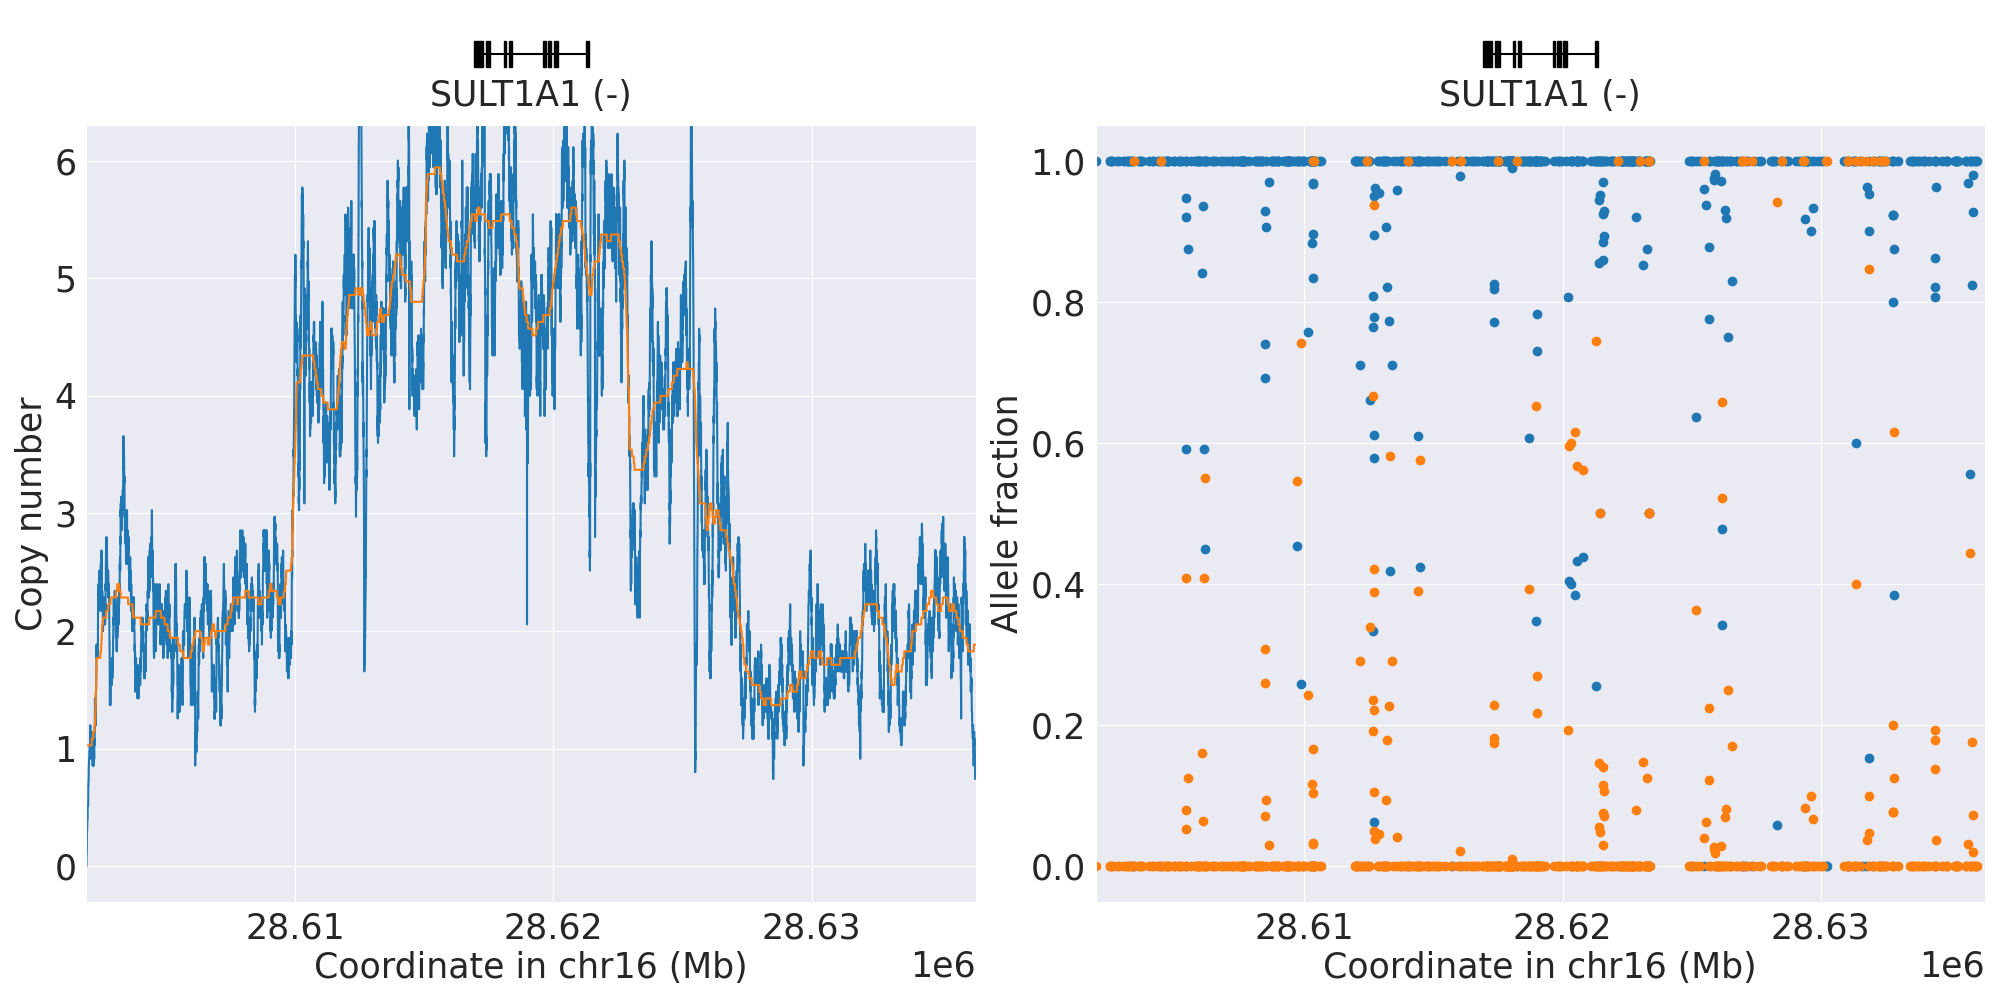 SULT1A1 (-)
Copy number
6
5
4
3
2
1
0
28.61
28.62
28.63
Coordinate in chr16 (Mb)
1e6
SULT1A1 (-)
Allele fraction
1.0
0.8
0.6
0.4
0.2
0.0
28.61
28.62
28.63
Coordinate in chr16 (Mb)
1e6